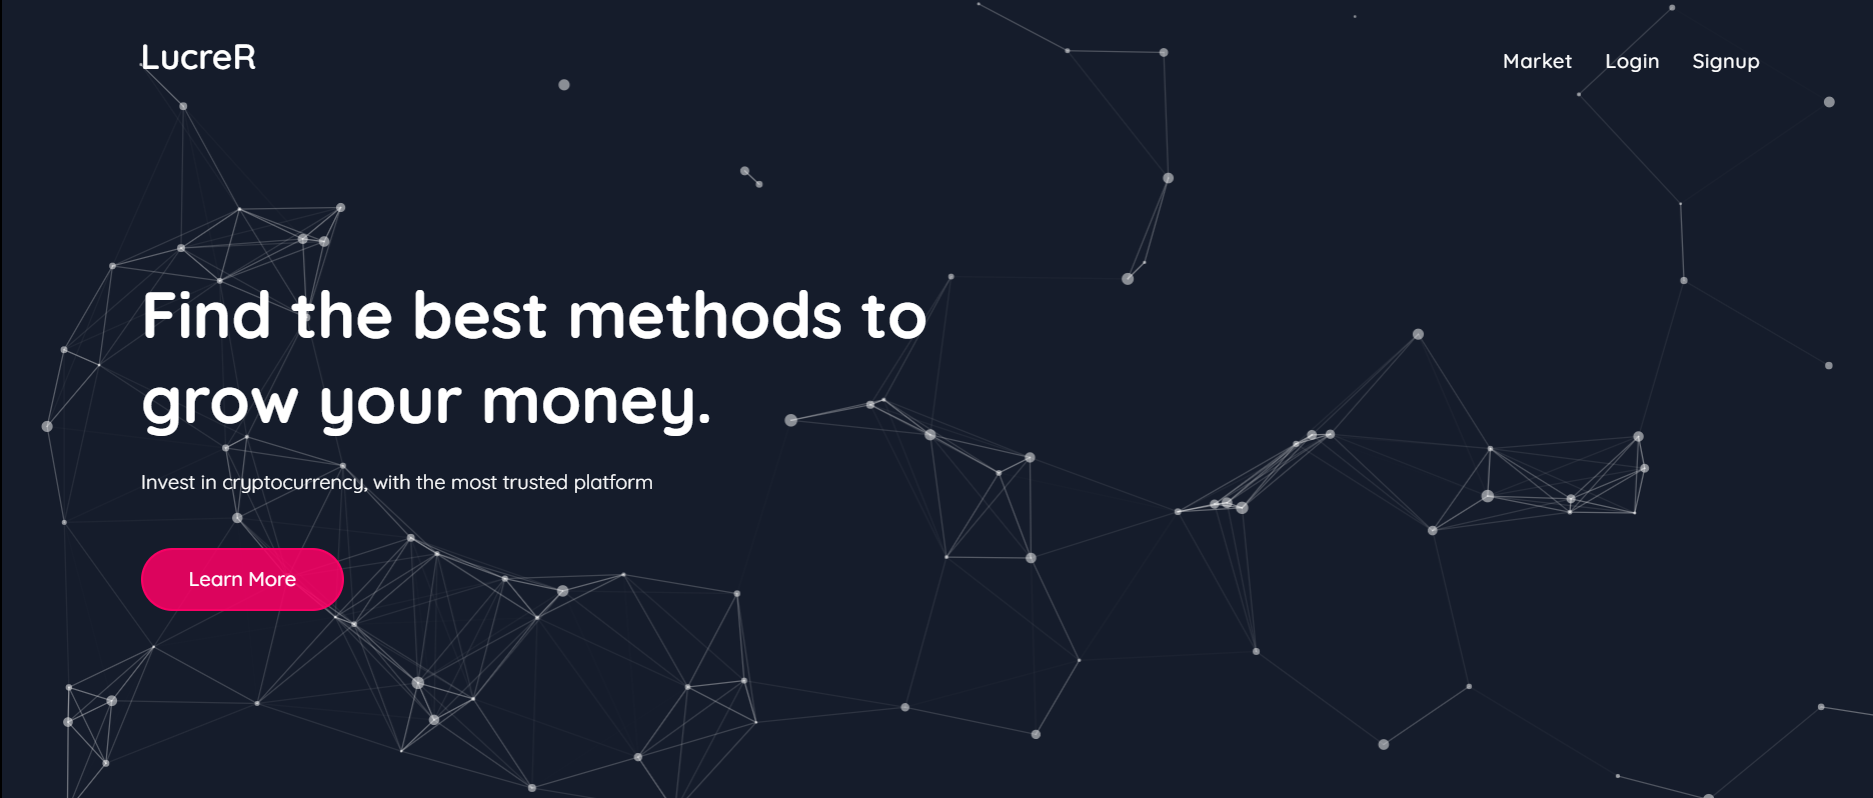 LucreR
Market Login Signup
Find the best methods to
grow your money.
Invest in cryptocurrency, with the most trusted platform
Learn More